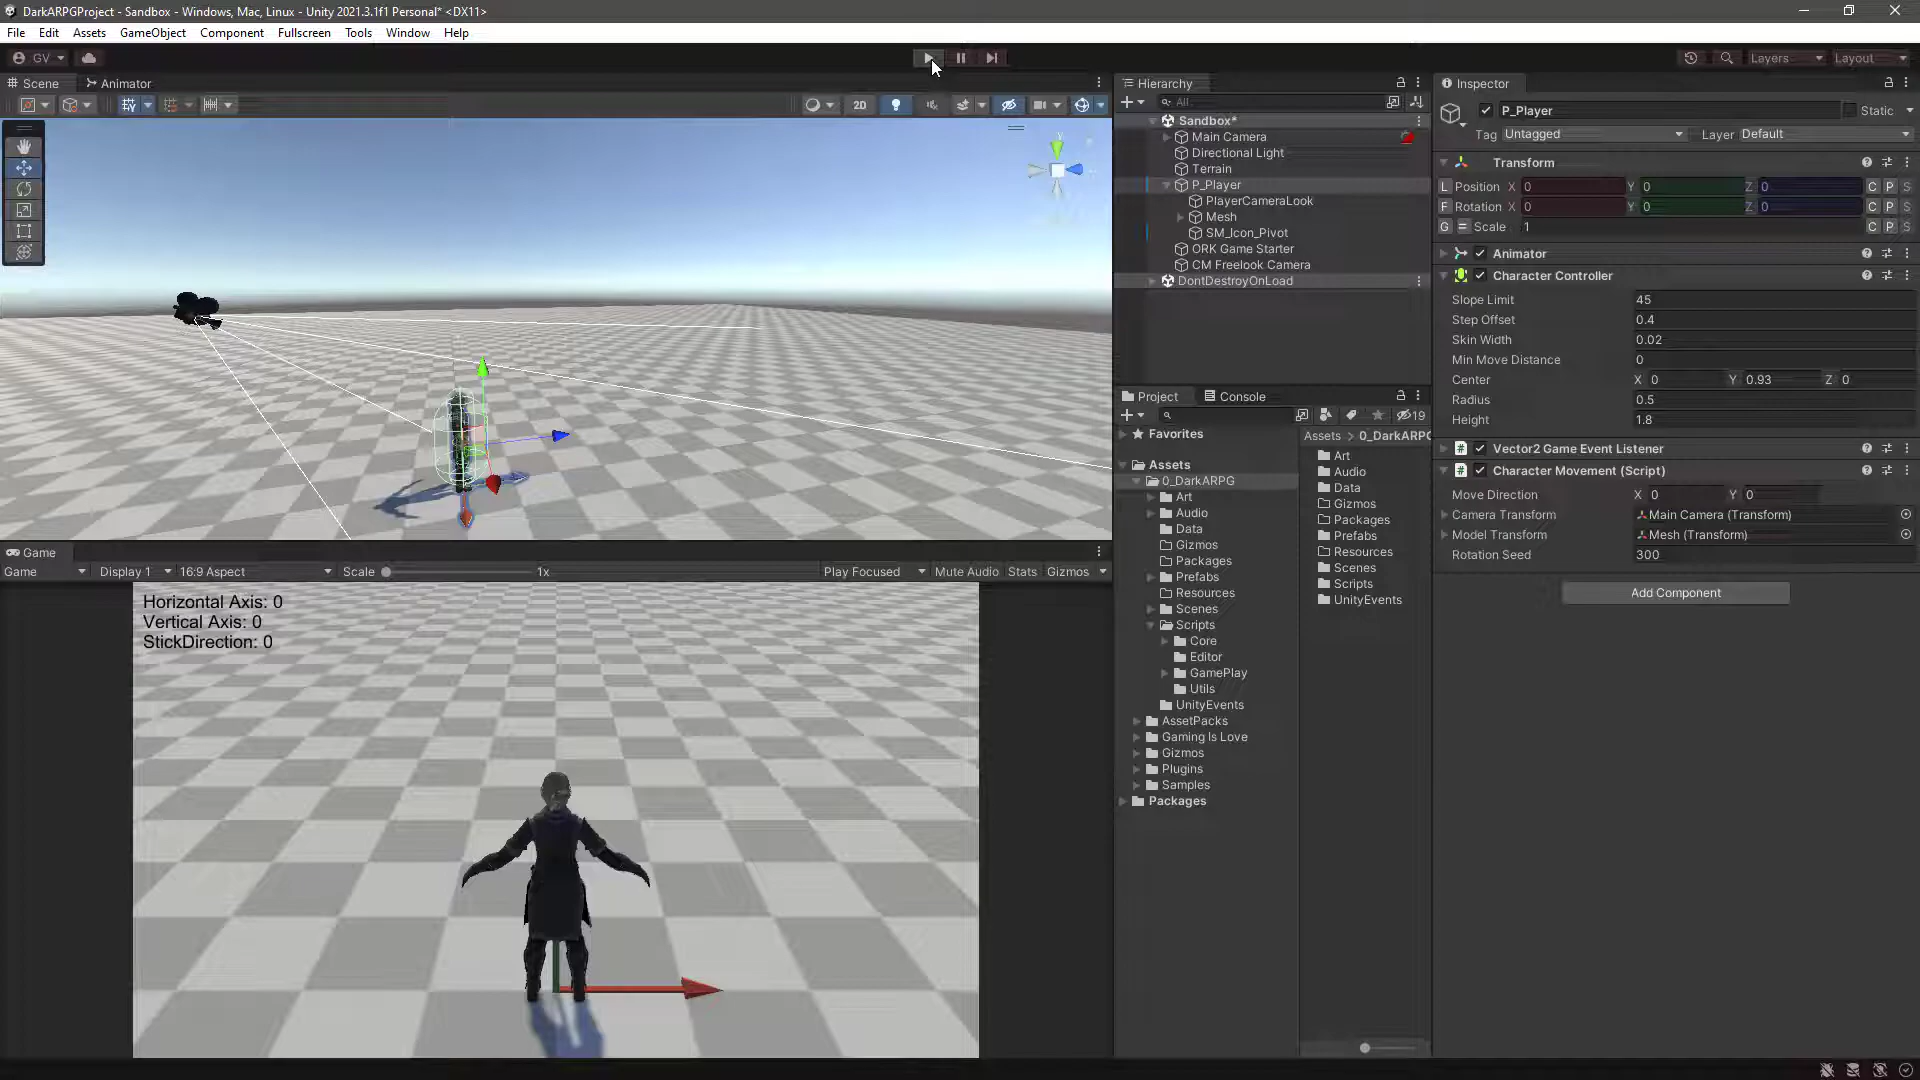 DarkARPGProject - Sandbox - Windows, Mac, Linux - Unity 2021.3.1f1 Personal* <DX11>
File Edit Assets GameObject Component Fullscreen Tools Window Help
GV
Layers
Layout
Scene
Animator
2D
y
Game
Game
Display 1
16:9 Aspect
Scale
1x
Play Focused
Mute Audio
Stats
Gizmos
Horizontal Axis: 0
Vertical Axis: 0
StickDirection: 0
Hierarchy
All
Sandbox*
Main Camera
Directional Light
Terrain
P_Player
PlayerCameraLook
Mesh
SM_Icon_Pivot
ORK Game Starter
CM Freelook Camera
DontDestroyOnLoad
Project
Console
19
Favorites
Assets
0_DarkARPG
Art
Audio
Data
Gizmos
Packages
Prefabs
Resources
Scenes
Scripts
Core
Editor
GamePlay
Utils
UnityEvents
AssetPacks
Gaming Is Love
Gizmos
Plugins
Samples
Packages
Assets > 0_DarkARPG
Art
Audio
Data
Gizmos
Packages
Prefabs
Resources
Scenes
Scripts
UnityEvents
Inspector
P_Player
Static
Tag Untagged
Layer Default
Transform
L Position X 0 Y 0 Z 0 C P S
F Rotation X 0 Y 0 Z 0 C P S
G = Scale 1 C P S
Animator
Character Controller
Slope Limit 45
Step Offset 0.4
Skin Width 0.02
Min Move Distance 0
Center X 0 Y 0.93 Z 0
Radius 0.5
Height 1.8
# Vector2 Game Event Listener
# Character Movement (Script)
Move Direction X 0 Y 0
Camera Transform Main Camera (Transform)
Model Transform Mesh (Transform)
Rotation Seed 300
Add Component